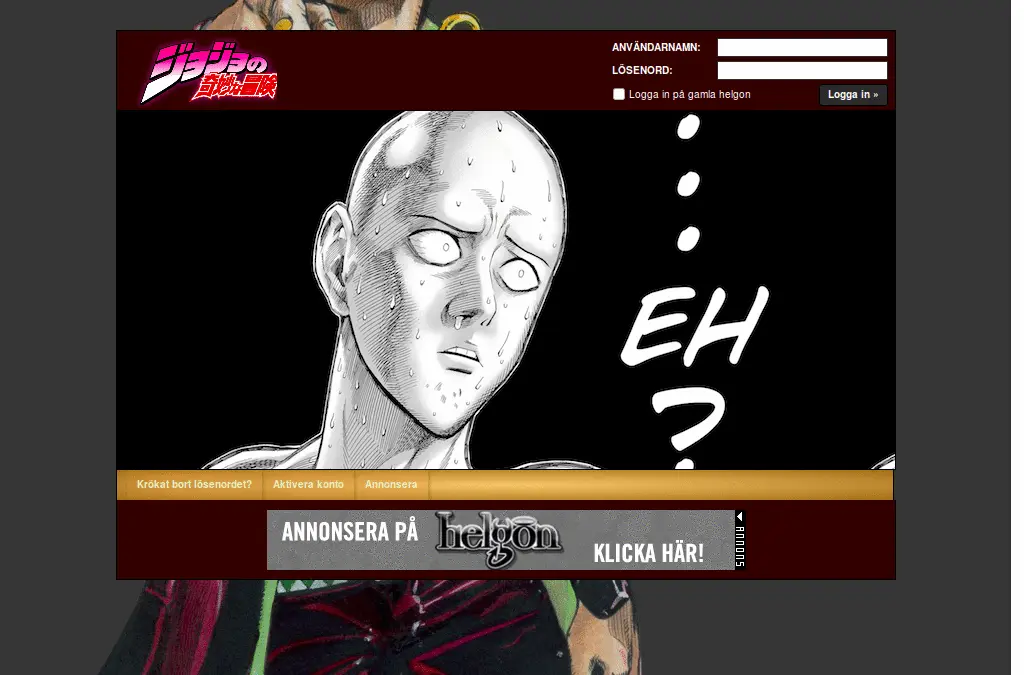 ジョジョの
奇妙な冒険
ANVÄNDARNAMN:
LÖSENORD:
Logga in på gamla helgon
Logga in »
EH
?
Krökat bort lösenordet?
Aktivera konto
Annonsera
ANNONSERA PÅ helgon KLICKA HÄR!
ANNONS